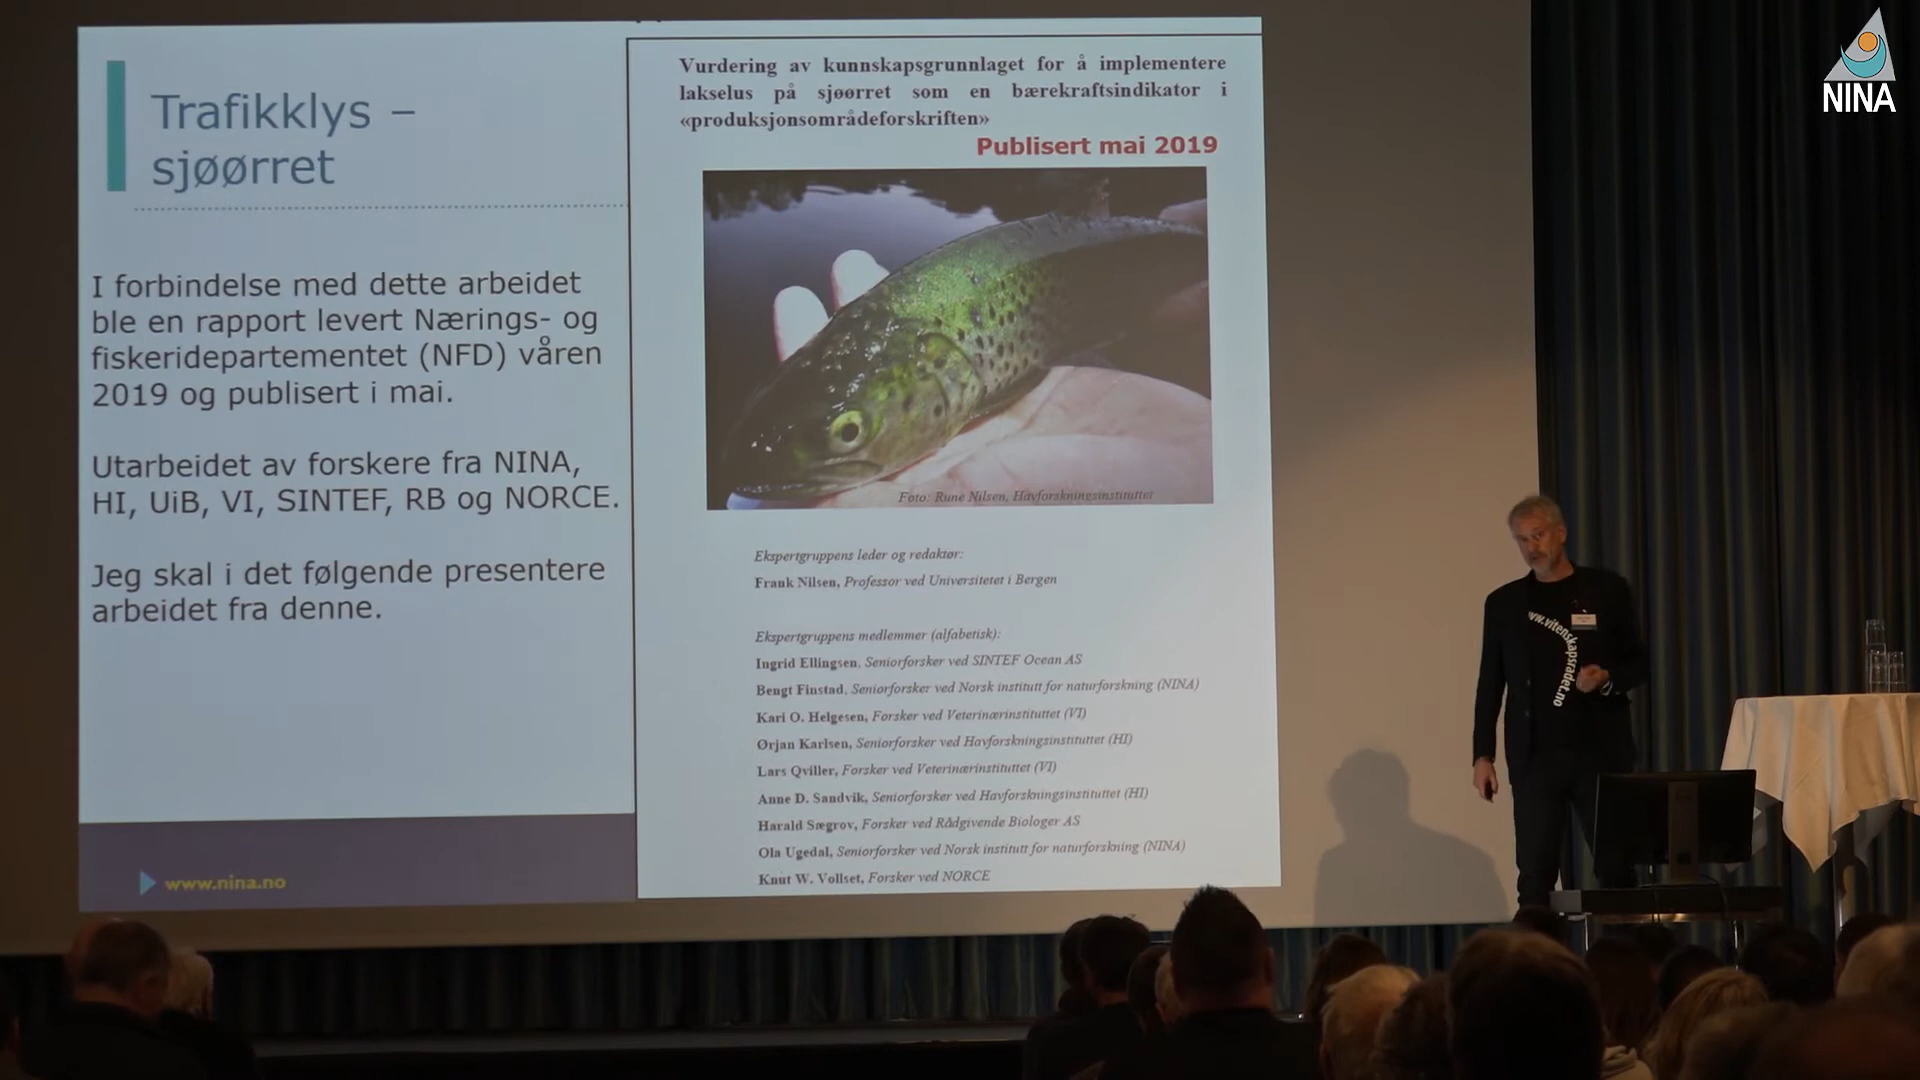 Trafikklys –
sjøørret
I forbindelse med dette arbeidet
ble en rapport levert Nærings- og
fiskeridepartementet (NFD) våren
2019 og publisert i mai.
Utarbeidet av forskere fra NINA,
HI, UiB, VI, SINTEF, RB og NORCE.
Jeg skal i det følgende presentere
arbeidet fra denne.
www.nina.no
Vurdering av kunnskapsgrunnlaget for å implementere
lakselus på sjøørret som en bærekraftsindikator i
«produksjonsområdeforskriften»
Publisert mai 2019
Foto: Rune Nilsen, Havforskningsinstituttet
Ekspertgruppens leder og redaktør:
Frank Nilsen, Professor ved Universitetet i Bergen
Ekspertgruppens medlemmer (alfabetisk):
Ingrid Ellingsen, Seniorforsker ved SINTEF Ocean AS
Bengt Finstad, Seniorforsker ved Norsk institutt for naturforskning (NINA)
Kari O. Helgesen, Forsker ved Veterinærinstituttet (VI)
Ørjan Karlsen, Seniorforsker ved Havforskningsinstituttet (HI)
Lars Qviller, Forsker ved Veterinærinstituttet (VI)
Anne D. Sandvik, Seniorforsker ved Havforskningsinstituttet (HI)
Harald Sægrov, Forsker ved Rådgivende Biologer AS
Ola Ugedal, Seniorforsker ved Norsk institutt for naturforskning (NINA)
Knut W. Vollset, Forsker ved NORCE
NINA
ww.vitenskapsradet.no